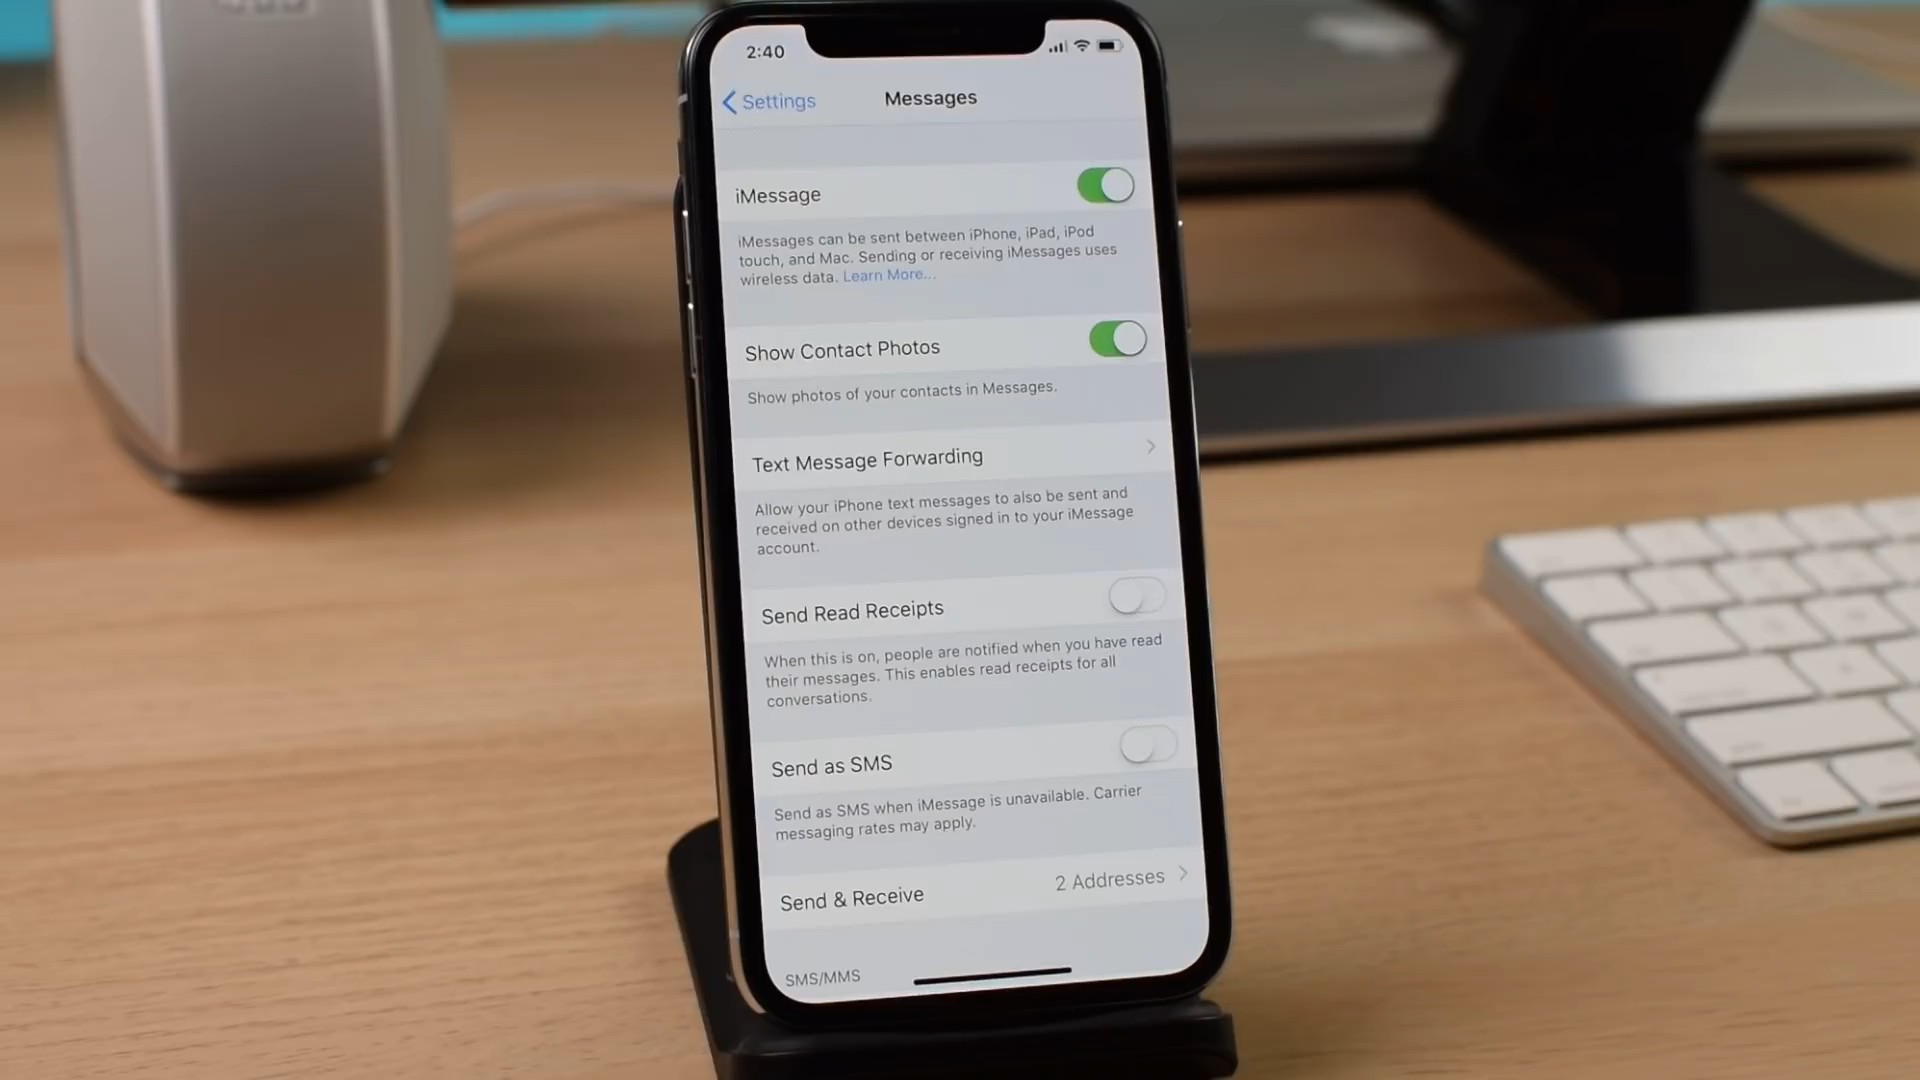 2:40
Settings
Messages
iMessage
iMessages can be sent between iPhone, iPad, iPod
touch, and Mac. Sending or receiving iMessages uses
wireless data. Learn More...
Show Contact Photos
Show photos of your contacts in Messages.
Text Message Forwarding
Allow your iPhone text messages to also be sent and
received on other devices signed in to your iMessage
account.
Send Read Receipts
When this is on, people are notified when you have read
their messages. This enables read receipts for all
conversations.
Send as SMS
Send as SMS when iMessage is unavailable. Carrier
messaging rates may apply.
Send & Receive
2 Addresses
SMS/MMS